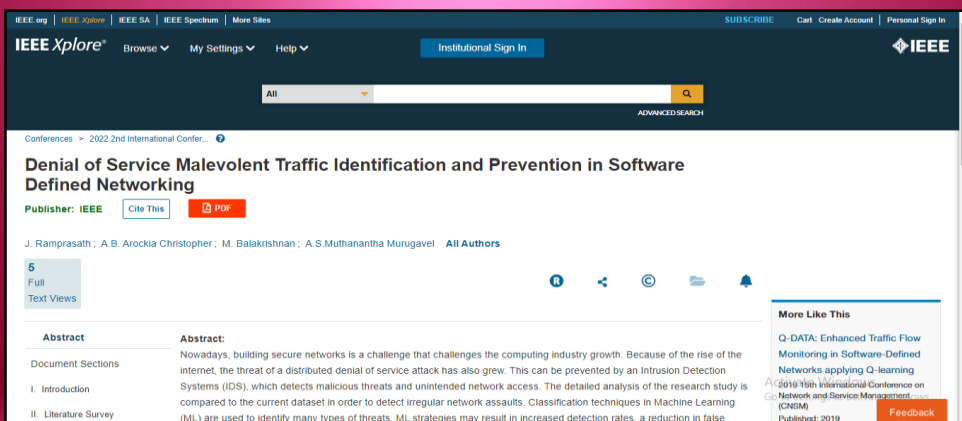 IEEE.org IEEE Xplore IEEE SA IEEE Spectrum More Sites SUBSCRIBE Cart Create Account Personal Sign In
IEEE Xplore® Browse My Settings Help Institutional Sign In IEEE
All
ADVANCED SEARCH
Conferences > 2022 2nd International Confer...
Denial of Service Malevolent Traffic Identification and Prevention in Software
Defined Networking
Publisher: IEEE Cite This PDF
J. Ramprasath ; A.B. Arockia Christopher ; M. Balakrishnan ; A.S.Muthanantha Murugavel All Authors
5
Full
Text Views
R
©
Abstract
Document Sections
I. Introduction
II. Literature Survey
Abstract:
Nowadays, building secure networks is a challenge that challenges the computing industry growth. Because of the rise of the
internet, the threat of a distributed denial of service attack has also grew. This can be prevented by an Intrusion Detection
Systems (IDS), which detects malicious threats and unintended network access. The detailed analysis of the research study is
compared to the current dataset in order to detect irregular network assaults. Classification techniques in Machine Learning
(ML) are used to identify many types of threats. ML strategies may result in increased detection rates, a reduction in false
More Like This
Q-DATA: Enhanced Traffic Flow
Monitoring in Software-Defined
Networks applying Q-learning
Activate Windows
2019 15th International Conference on
Network and Service Management
(CNSM)
Published: 2019
Feedback